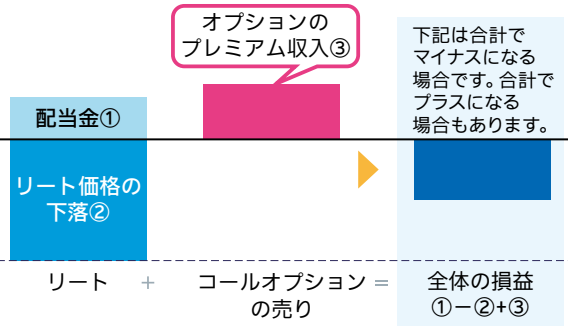 オプションの
プレミアム収入③
下記は合計で
マイナスになる
場合です。合計で
プラスになる
場合もあります。
配当金①
リート価格の
下落②
リート + コールオプション の売り = 全体の損益 ①－②+③